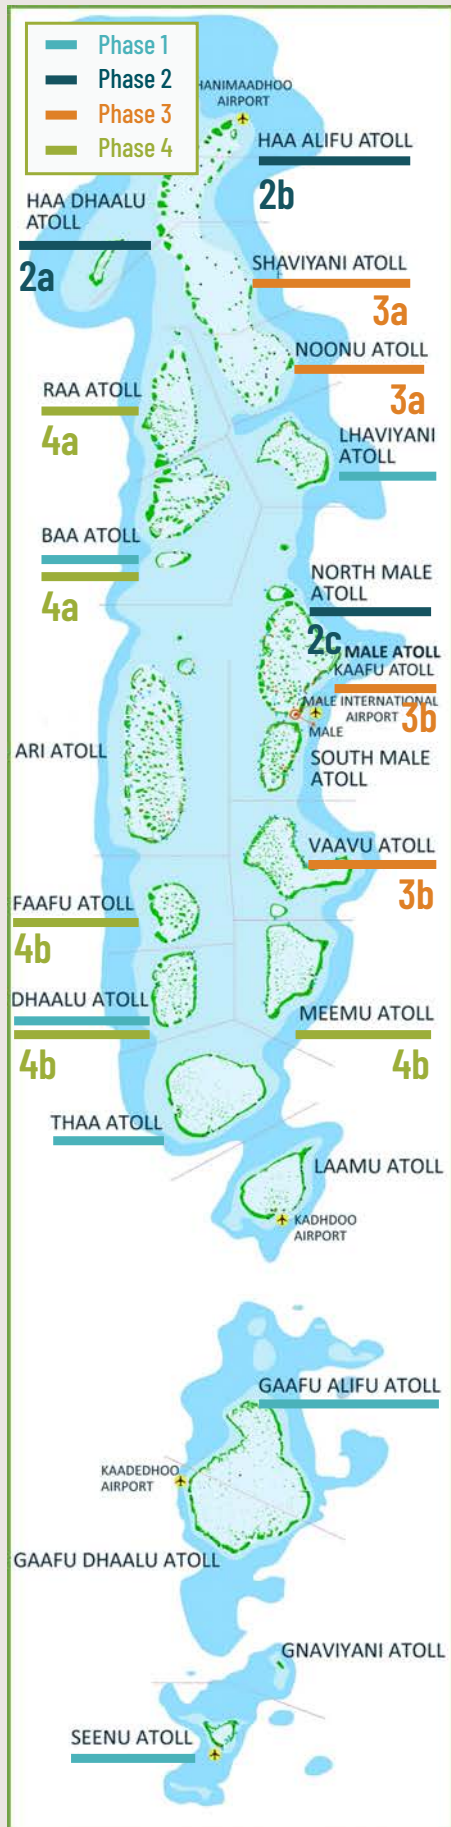 Phase 1
Phase 2
Phase 3
Phase 4
HANIMAADHOO
AIRPORT
HAA ALIFU ATOLL
2b
HAA DHAALU
ATOLL
2a
SHAVIYANI ATOLL
3a
NOONU ATOLL
3a
RAA ATOLL
4a
LHAVIYANI
ATOLL
BAA ATOLL
4a
NORTH MALE
ATOLL
2c
MALE ATOLL
KAAFU ATOLL
MALE INTERNATIONAL
AIRPORT
3b
MALE
ARI ATOLL
SOUTH MALE
ATOLL
VAAVU ATOLL
3b
FAAFU ATOLL
4b
DHAALU ATOLL
4b
MEEMU ATOLL
4b
THAA ATOLL
LAAMU ATOLL
KADHDOO
AIRPORT
GAAFU ALIFU ATOLL
KAADEDHOO
AIRPORT
GAAFU DHAALU ATOLL
GNAVIYANI ATOLL
SEENU ATOLL